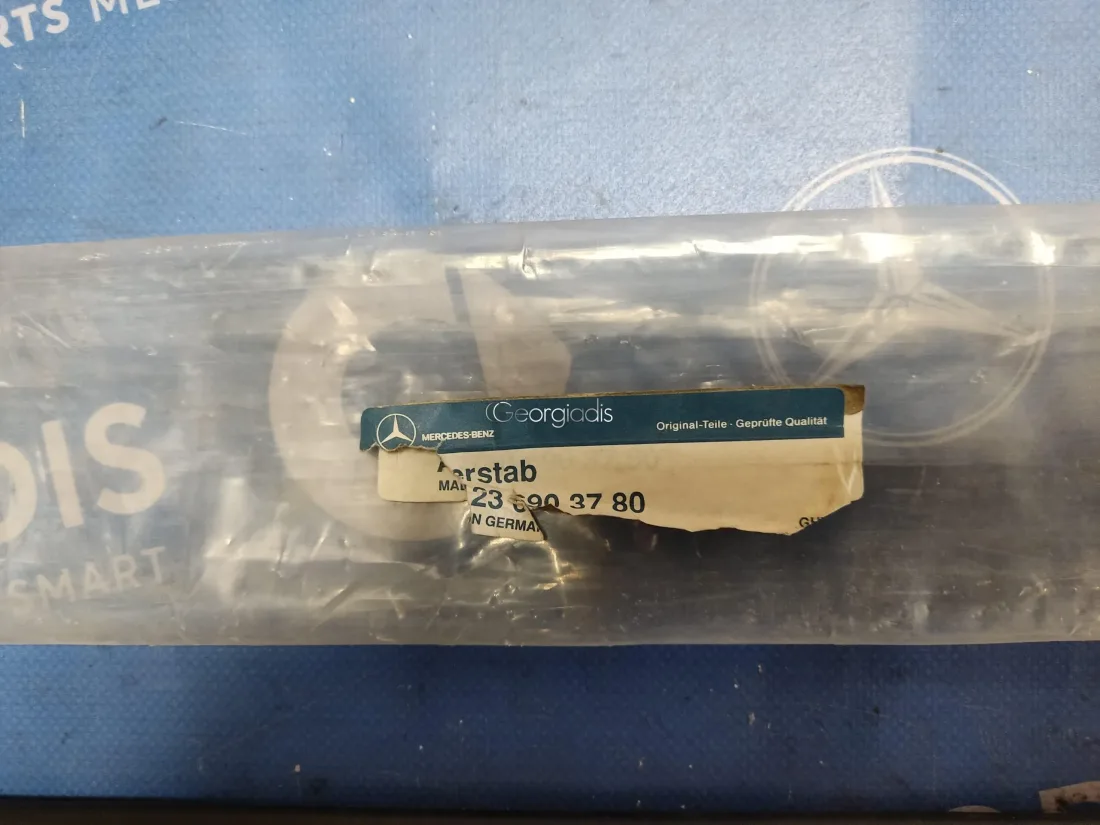 RTS ME
Georgiadis
MERCEDES-BENZ
Original-Teile · Geprüfte Qualität
erstab
23 690 37 80
N GERMA
DIS
SMART